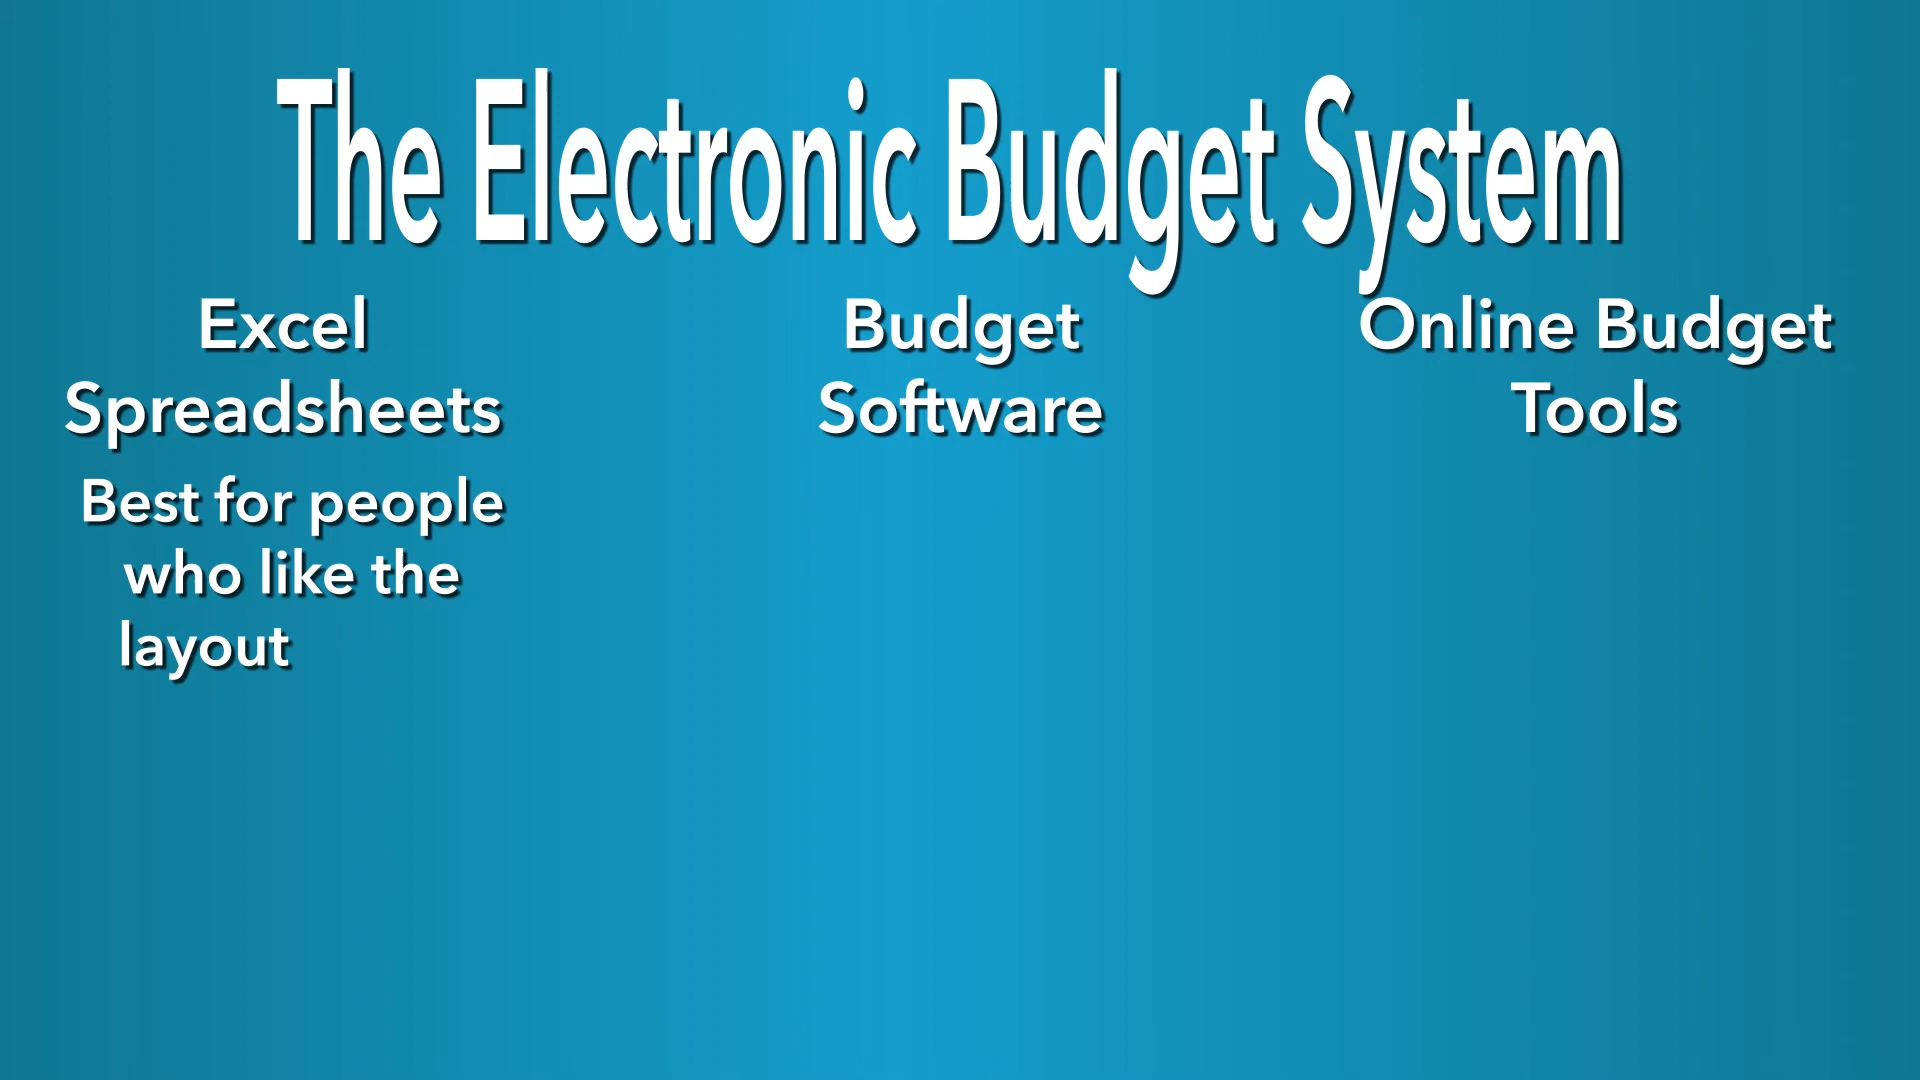 The Electronic Budget System
Excel
Spreadsheets
Best for people
who like the
layout
Budget
Software
Online Budget
Tools